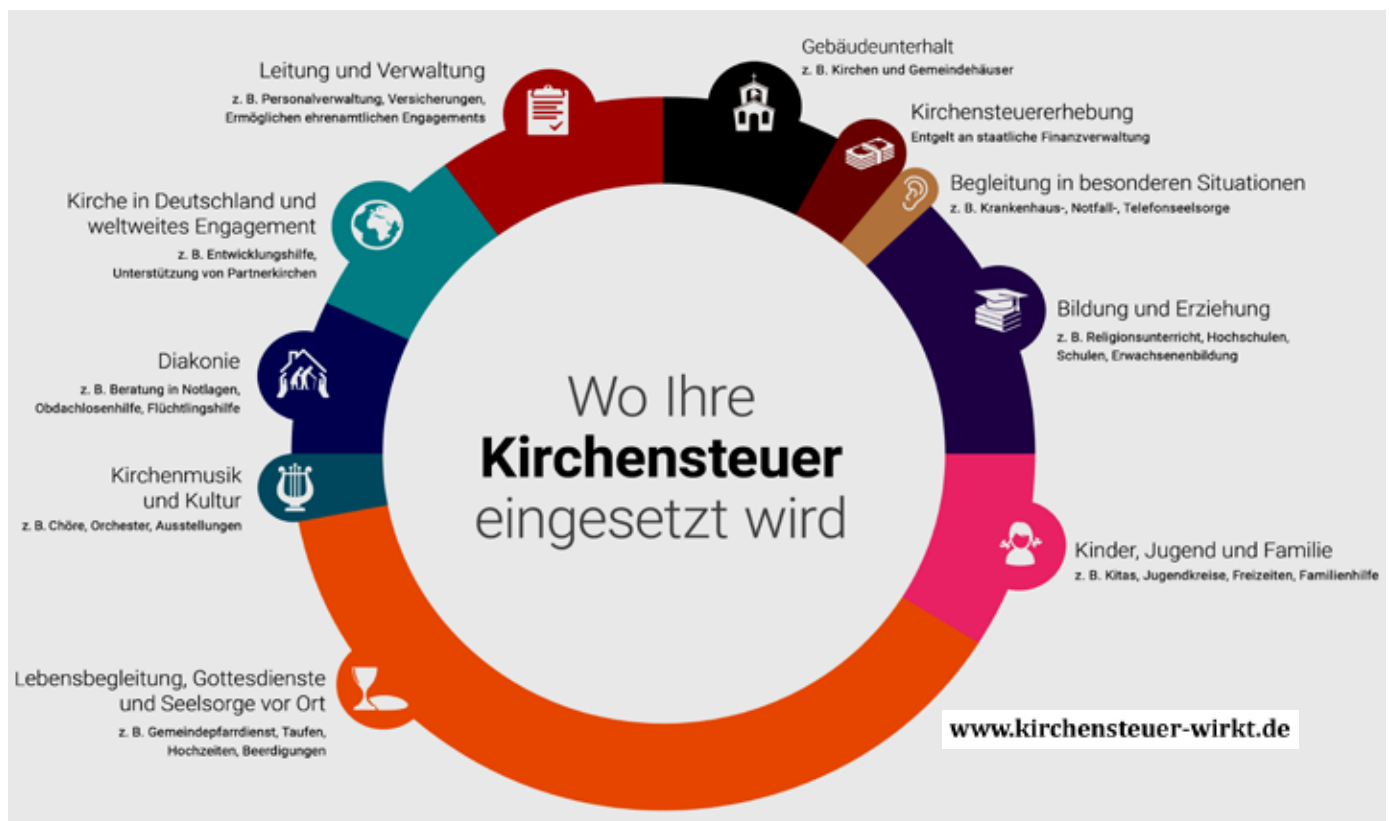 Leitung und Verwaltung
z. B. Personalverwaltung, Versicherungen,
Ermöglichen ehrenamtlichen Engagements
Gebäudeunterhalt
z. B. Kirchen und Gemeindehäuser
Kirchensteuererhebung
Entgelt an staatliche Finanzverwaltung
Begleitung in besonderen Situationen
z. B. Krankenhaus-, Notfall-, Telefonseelsorge
Kirche in Deutschland und
weltweites Engagement
z. B. Entwicklungshilfe,
Unterstützung von Partnerkirchen
Bildung und Erziehung
z. B. Religionsunterricht, Hochschulen,
Schulen, Erwachsenenbildung
Diakonie
z. B. Beratung in Notlagen,
Obdachlosenhilfe, Flüchtlingshilfe
Wo Ihre
Kirchensteuer
eingesetzt wird
Kirchenmusik
und Kultur
z. B. Chöre, Orchester, Ausstellungen
Kinder, Jugend und Familie
z. B. Kitas, Jugendkreise, Freizeiten, Familienhilfe
Lebensbegleitung, Gottesdienste
und Seelsorge vor Ort
z. B. Gemeindepfarrdienst, Taufen,
Hochzeiten, Beerdigungen
www.kirchensteuer-wirkt.de